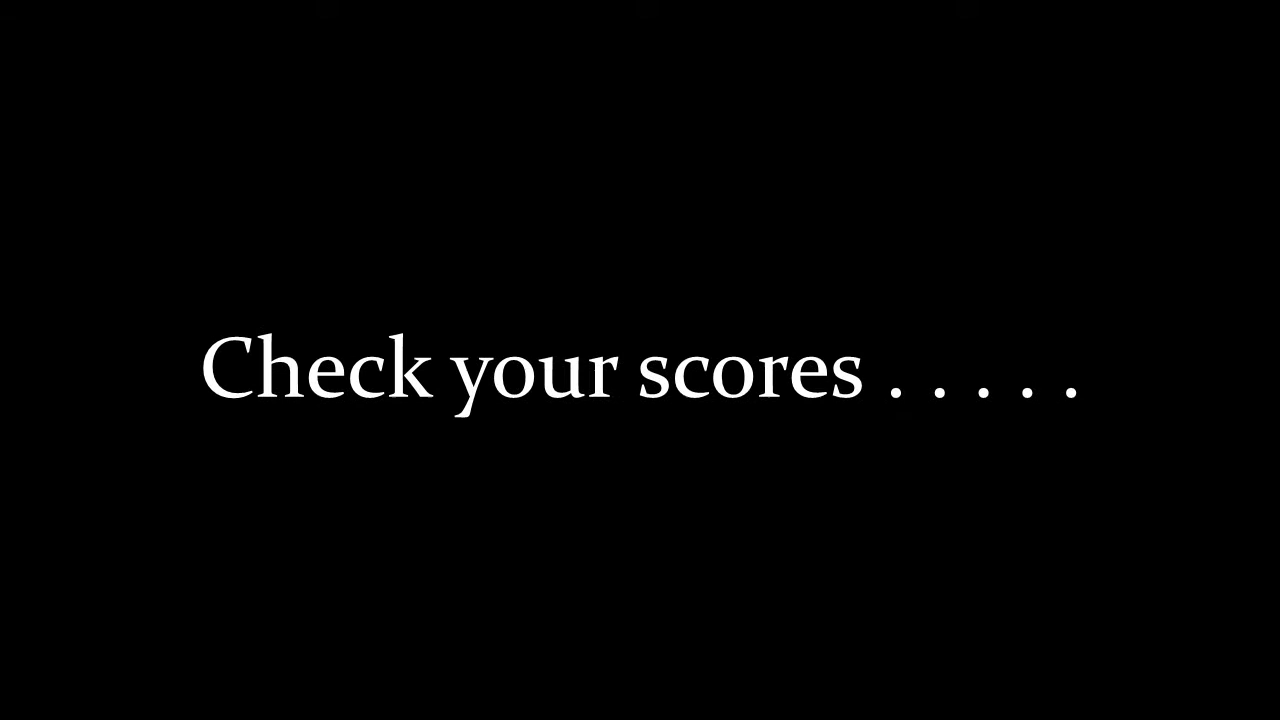 Check your scores . . . . .